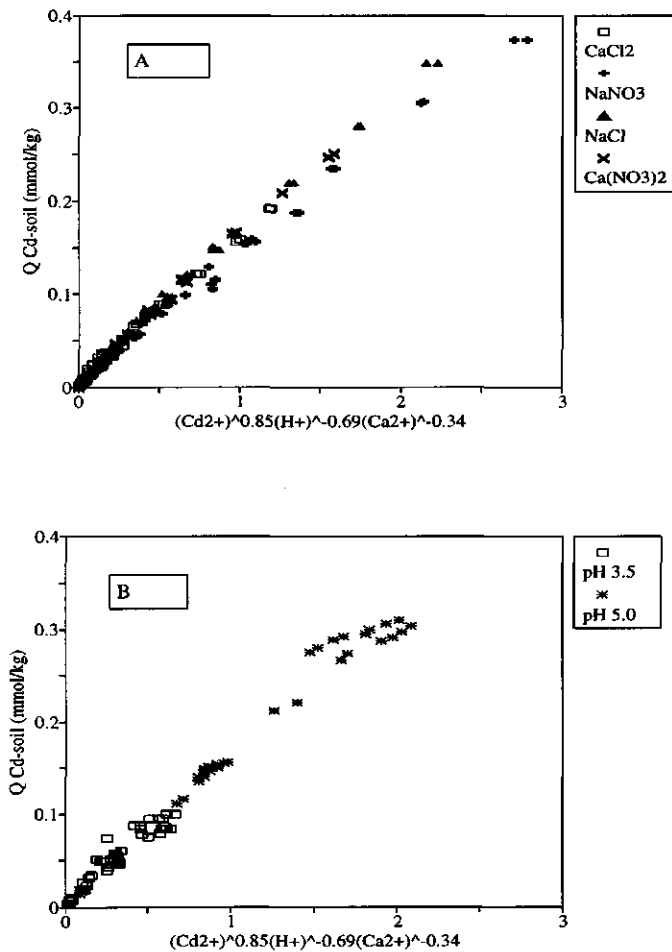 A
0.4
0.3
0.2
0.1
0
Q Cd-soil (mmol/kg)
0
1
2
3
(Cd2+)^0.85(H+)^-0.69(Ca2+)^-0.34
CaCl2
NaNO3
NaCl
Ca(NO3)2
B
0.4
0.3
0.2
0.1
0
Q Cd-soil (mmol/kg)
0
1
2
3
(Cd2+)^0.85(H+)^-0.69(Ca2+)^-0.34
pH 3.5
pH 5.0